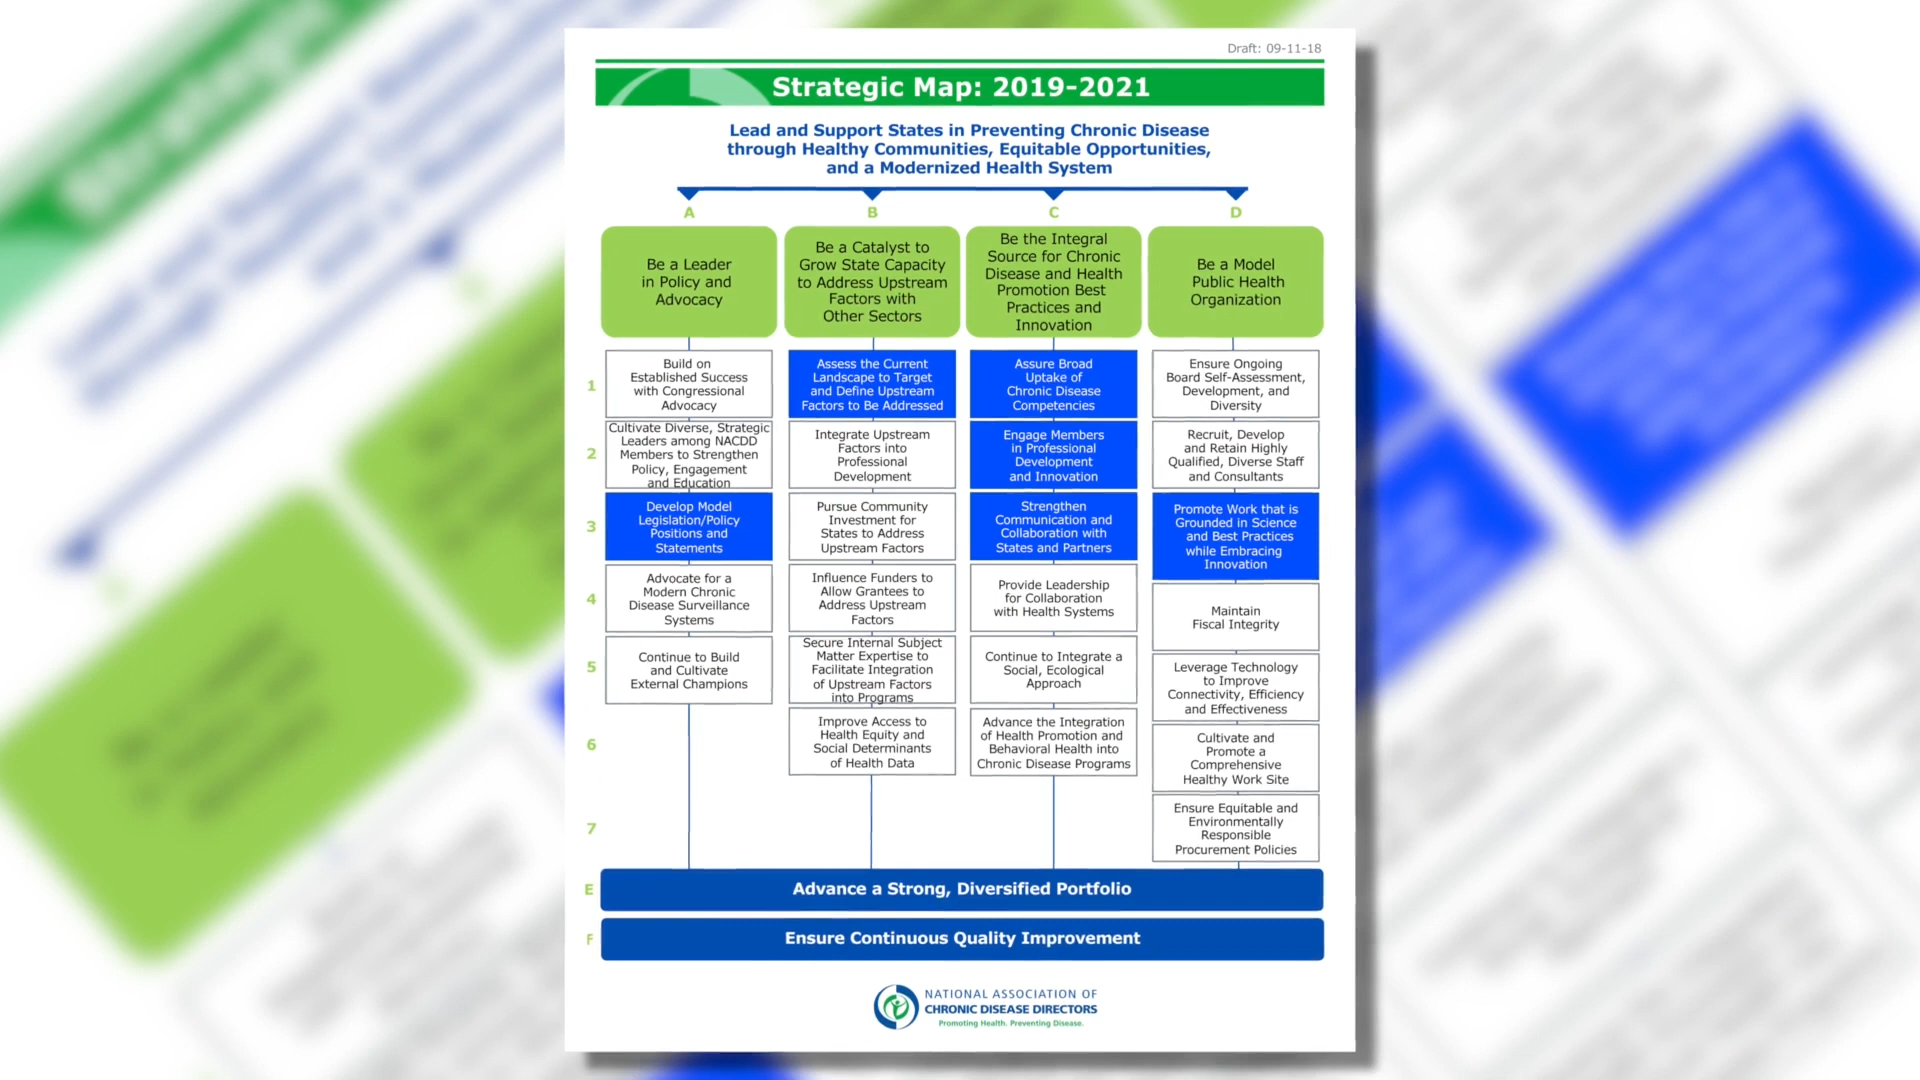 Draft: 09-11-18
Strategic Map: 2019-2021
Lead and Support States in Preventing Chronic Disease
through Healthy Communities, Equitable Opportunities,
and a Modernized Health System
A
B
C
D
Be a Leader
in Policy and
Advocacy
Be a Catalyst to
Grow State Capacity
to Address Upstream
Factors with
Other Sectors
Be the Integral
Source for Chronic
Disease and Health
Promotion Best
Practices and
Innovation
Be a Model
Public Health
Organization
1
Build on
Established Success
with Congressional
Advocacy
Assess the Current
Landscape to Target
and Define Upstream
Factors to Be Addressed
Assure Broad
Uptake of
Chronic Disease
Competencies
Ensure Ongoing
Board Self-Assessment,
Development, and
Diversity
2
Cultivate Diverse, Strategic
Leaders among NACDD
Members to Strengthen
Policy, Engagement
and Education
Integrate Upstream
Factors into
Professional
Development
Engage Members
in Professional
Development
and Innovation
Recruit, Develop
and Retain Highly
Qualified, Diverse Staff
and Consultants
3
Develop Model
Legislation/Policy
Positions and
Statements
Pursue Community
Investment for
States to Address
Upstream Factors
Strengthen
Communication and
Collaboration with
States and Partners
Promote Work that is
Grounded in Science
and Best Practices
while Embracing
Innovation
4
Advocate for a
Modern Chronic
Disease Surveillance
Systems
Influence Funders to
Allow Grantees to
Address Upstream
Factors
Provide Leadership
for Collaboration
with Health Systems
Maintain
Fiscal Integrity
5
Continue to Build
and Cultivate
External Champions
Secure Internal Subject
Matter Expertise to
Facilitate Integration
of Upstream Factors
into Programs
Continue to Integrate a
Social, Ecological
Approach
Leverage Technology
to Improve
Connectivity, Efficiency
and Effectiveness
6
Improve Access to
Health Equity and
Social Determinants
of Health Data
Advance the Integration
of Health Promotion and
Behavioral Health into
Chronic Disease Programs
Cultivate and
Promote a
Comprehensive
Healthy Work Site
7
Ensure Equitable and
Environmentally
Responsible
Procurement Policies
E
Advance a Strong, Diversified Portfolio
F
Ensure Continuous Quality Improvement
NATIONAL ASSOCIATION OF
CHRONIC DISEASE DIRECTORS
Promoting Health. Preventing Disease.